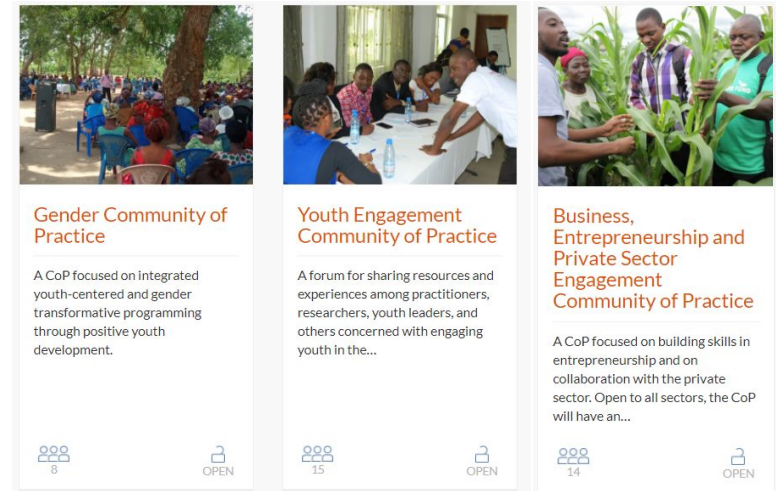 Gender Community of
Practice
A CoP focused on integrated
youth-centered and gender
transformative programming
through positive youth
development.
8
OPEN
Youth Engagement
Community of Practice
A forum for sharing resources and
experiences among practitioners,
researchers, youth leaders, and
others concerned with engaging
youth in the...
15
OPEN
Business,
Entrepreneurship and
Private Sector
Engagement
Community of Practice
A CoP focused on building skills in
entrepreneurship and on
collaboration with the private
sector. Open to all sectors, the CoP
will have an...
14
OPEN